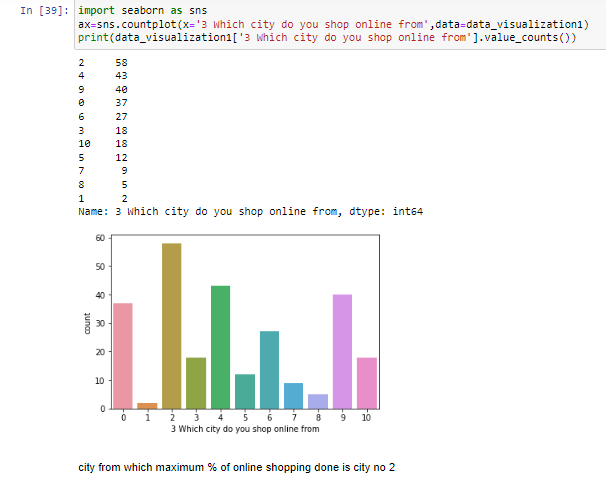 In [39]: import seaborn as sns
ax=sns.countplot(x='3 Which city do you shop online from',data=data_visualization1)
print(data_visualization1['3 Which city do you shop online from'].value_counts())
2 58
4 43
9 40
0 37
6 27
3 18
10 18
5 12
7 9
8 5
1 2
Name: 3 Which city do you shop online from, dtype: int64
60
50
40
30
20
10
0
count
0 1 2 3 4 5 6 7 8 9 10
3 Which city do you shop online from
city from which maximum % of online shopping done is city no 2